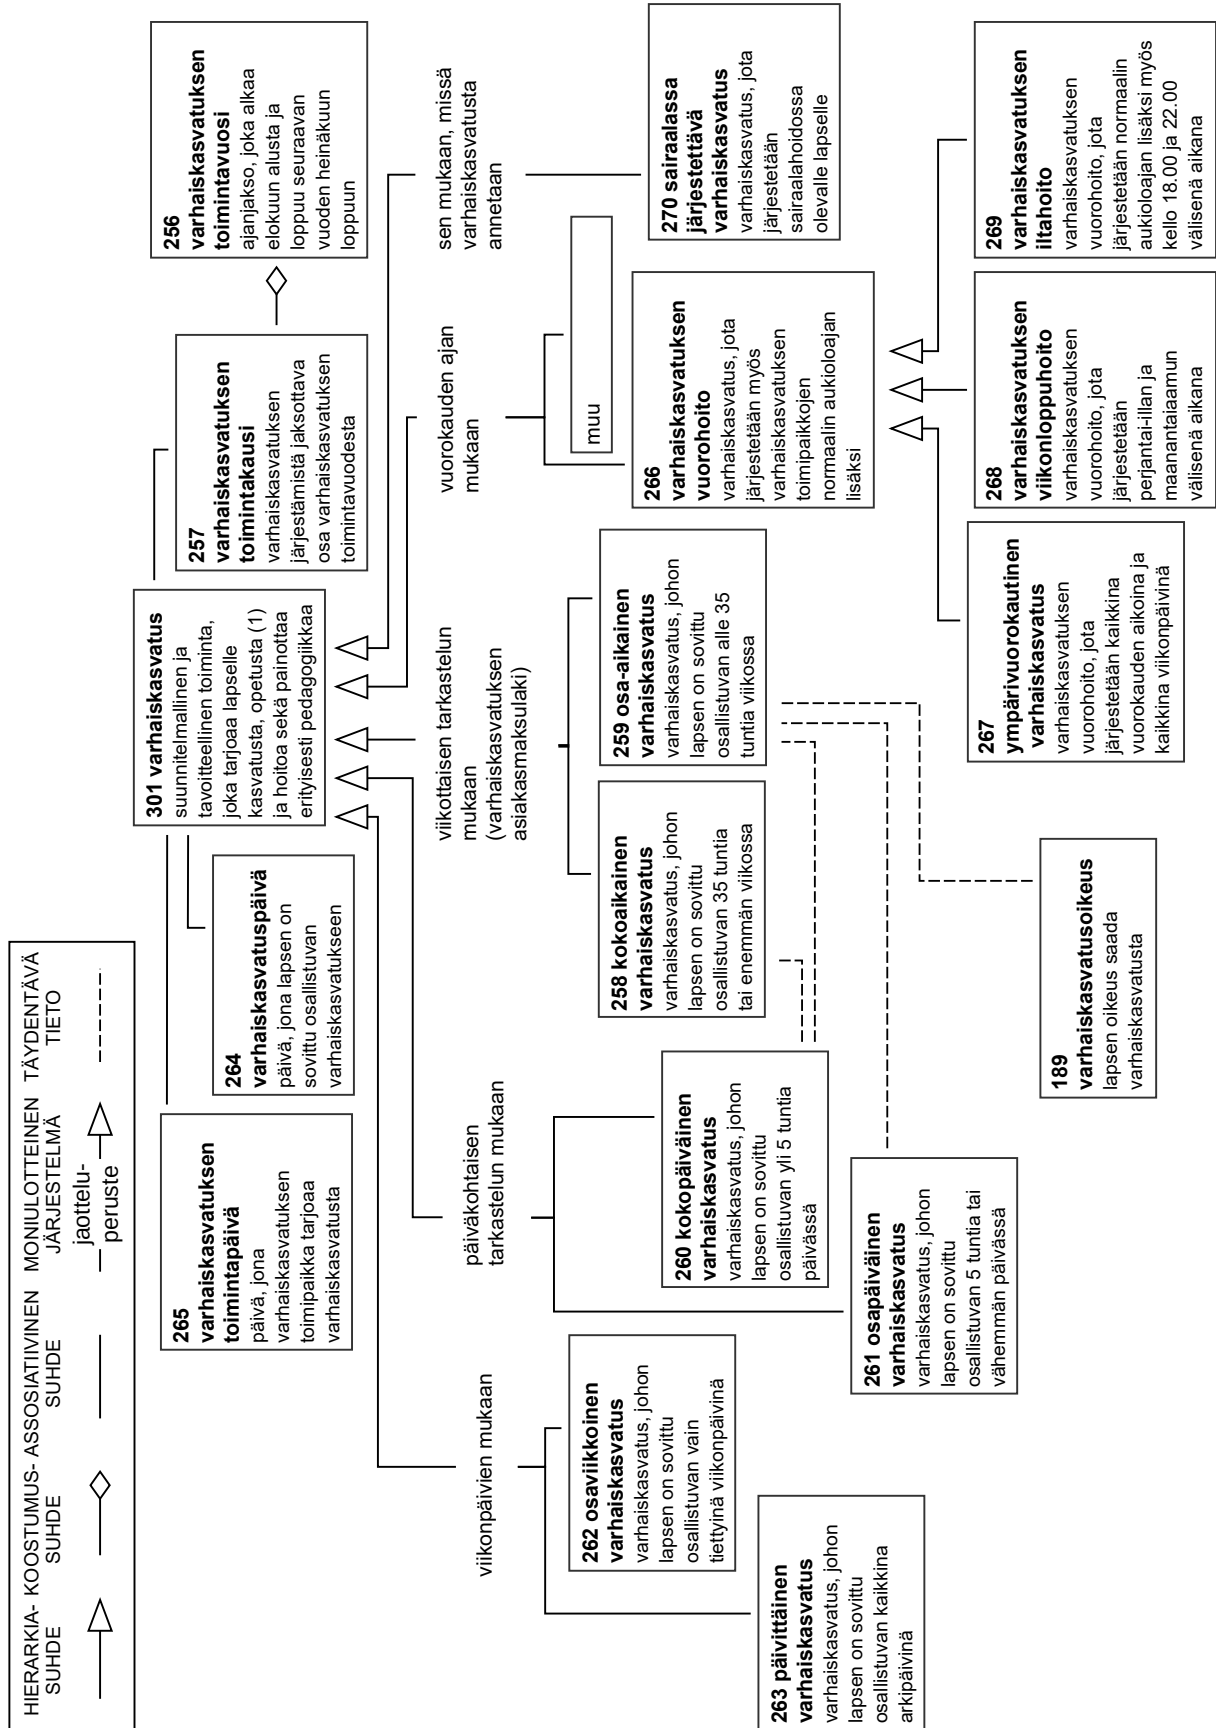 HIERARKIA- KOOSTUMUS- ASSOSIATIIVINEN MONIULOTTEINEN TÄYDENTÄVÄ
SUHDE SUHDE SUHDE JÄRJESTELMÄ TIETO
jaottelu-
peruste
265
varhaiskasvatuksen
toimintapäivä
päivä, jona
varhaiskasvatuksen
toimipaikka tarjoaa
varhaiskasvatusta
264
varhaiskasvatuspäivä
päivä, jona lapsen on
sovittu osallistuvan
varhaiskasvatukseen
301 varhaiskasvatus
suunnitelmallinen ja
tavoitteellinen toiminta,
joka tarjoaa lapselle
kasvatusta, opetusta (1)
ja hoitoa sekä painottaa
erityisesti pedagogiikkaa
257
varhaiskasvatuksen
toimintakausi
varhaiskasvatuksen
järjestämistä jaksottava
osa varhaiskasvatuksen
toimintavuodesta
256
varhaiskasvatuksen
toimintavuosi
ajanjakso, joka alkaa
elokuun alusta ja
loppuu seuraavan
vuoden heinäkuun
loppuun
viikonpäivien mukaan
päiväkohtaisen
tarkastelun mukaan
viikottaisen tarkastelun
mukaan
(varhaiskasvatuksen
asiakasmaksulaki)
vuorokauden ajan
mukaan
sen mukaan, missä
varhaiskasvatusta
annetaan
263 päivittäinen
varhaiskasvatus
varhaiskasvatus, johon
lapsen on sovittu
osallistuvan kaikkina
arkipäivinä
262 osaviikkoinen
varhaiskasvatus
varhaiskasvatus, johon
lapsen on sovittu
osallistuvan vain
tiettyinä viikonpäivinä
261 osapäiväinen
varhaiskasvatus
varhaiskasvatus, johon
lapsen on sovittu
osallistuvan 5 tuntia tai
vähemmän päivässä
260 kokopäiväinen
varhaiskasvatus
varhaiskasvatus, johon
lapsen on sovittu
osallistuvan yli 5 tuntia
päivässä
258 kokoaikainen
varhaiskasvatus
varhaiskasvatus, johon
lapsen on sovittu
osallistuvan 35 tuntia
tai enemmän viikossa
259 osa-aikainen
varhaiskasvatus
varhaiskasvatus, johon
lapsen on sovittu
osallistuvan alle 35
tuntia viikossa
muu
266
varhaiskasvatuksen
vuorohoito
varhaiskasvatus, jota
järjestetään myös
varhaiskasvatuksen
toimipaikkojen
normaalin aukioloajan
lisäksi
270 sairaalassa
järjestettävä
varhaiskasvatus
varhaiskasvatus, jota
järjestetään
sairaalahoidossa
olevalle lapselle
189
varhaiskasvatusoikeus
lapsen oikeus saada
varhaiskasvatusta
267
ympärivuorokautinen
varhaiskasvatus
varhaiskasvatuksen
vuorohoito, jota
järjestetään kaikkina
vuorokauden aikoina ja
kaikkina viikonpäivinä
268
varhaiskasvatuksen
viikonloppuhoito
varhaiskasvatuksen
vuorohoito, jota
järjestetään
perjantai-illan ja
maanantaiaamun
välisenä aikana
269
varhaiskasvatuksen
iltahoito
varhaiskasvatuksen
vuorohoito, jota
järjestetään normaalin
aukioloajan lisäksi myös
kello 18.00 ja 22.00
välisenä aikana